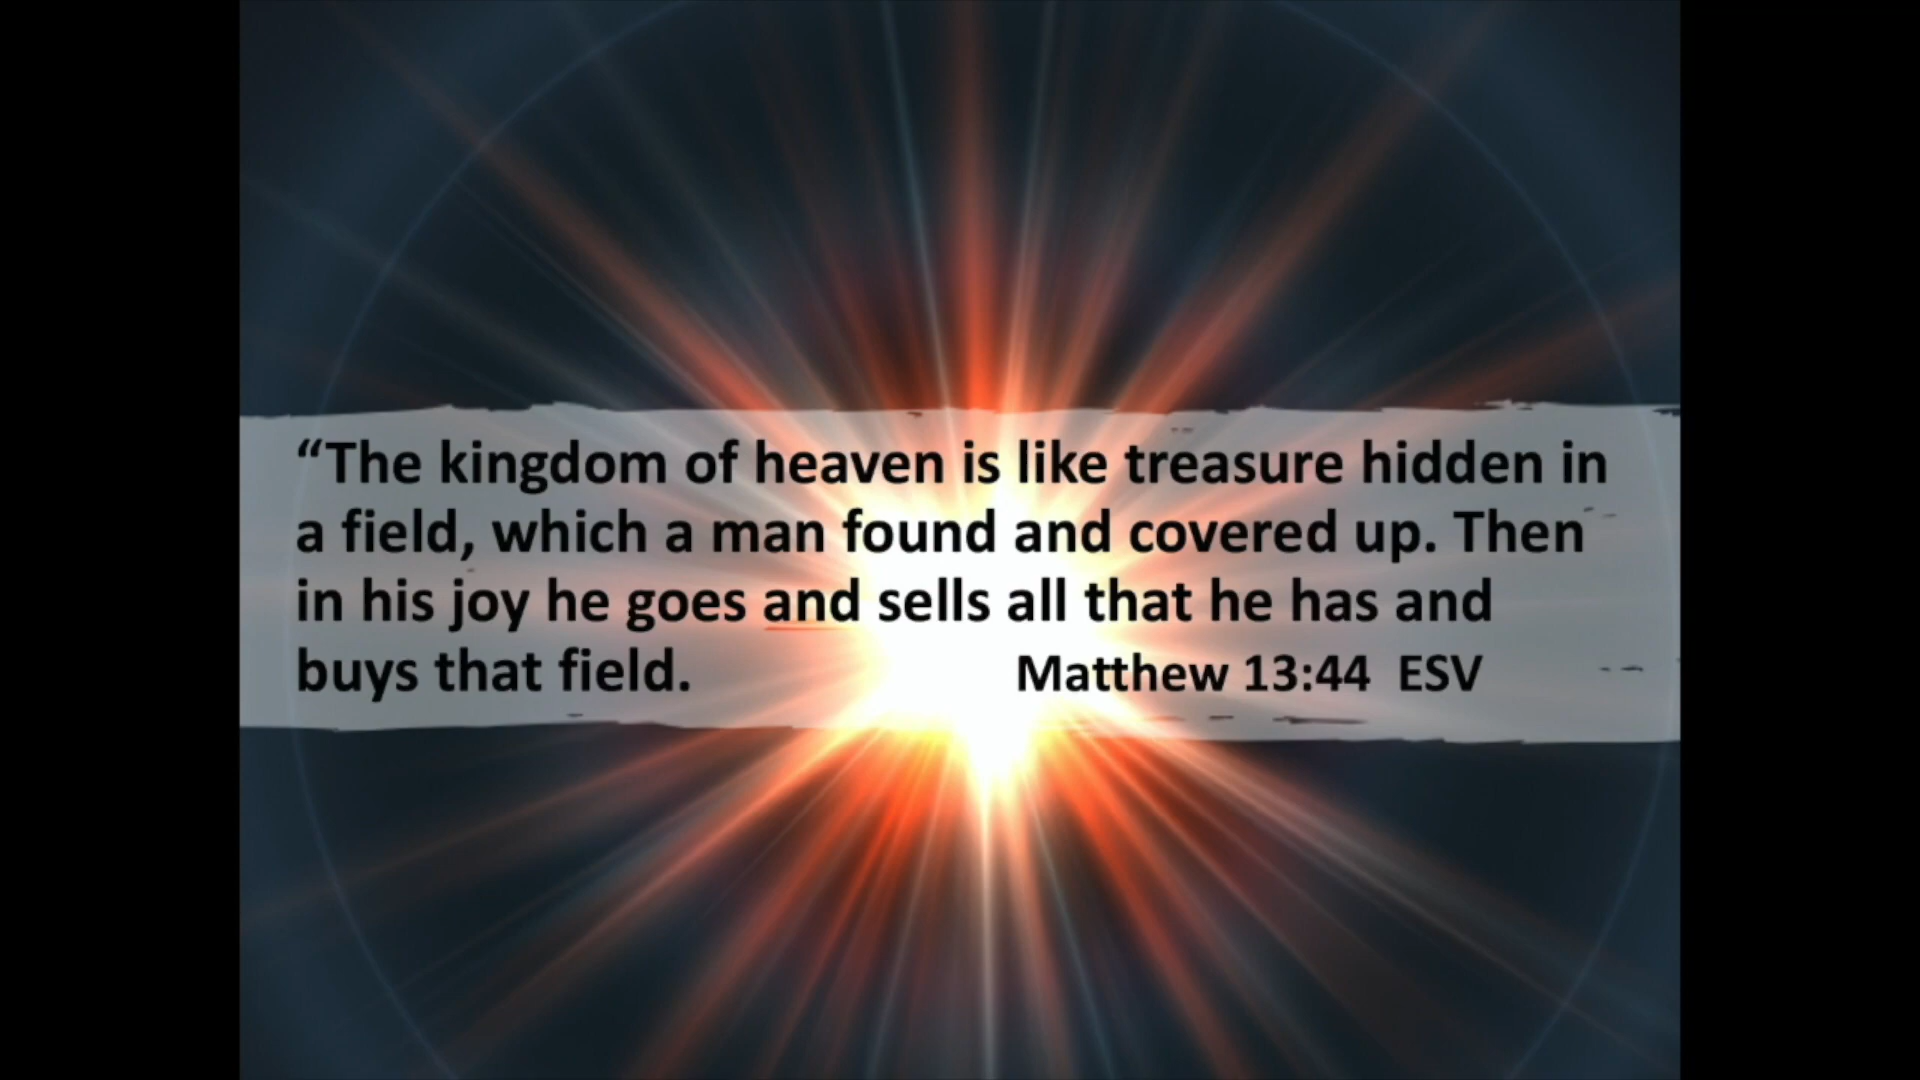 “The kingdom of heaven is like treasure hidden in
a field, which a man found and covered up. Then
in his joy he goes and sells all that he has and
buys that field. Matthew 13:44 ESV